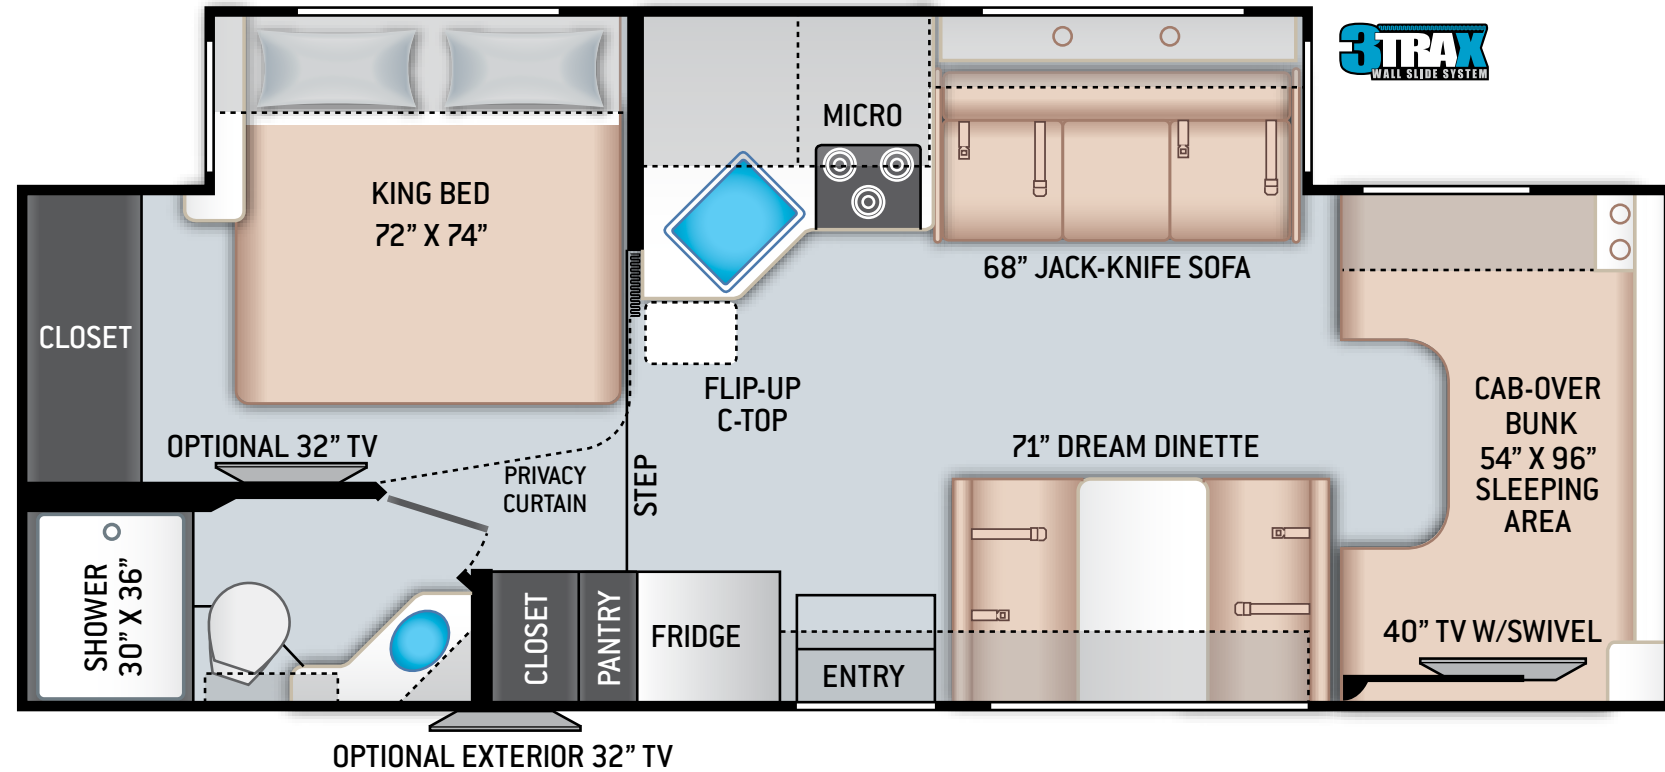 3TRAX
WALL SLIDE SYSTEM
MICRO
KING BED
72” X 74”
68” JACK-KNIFE SOFA
CLOSET
FLIP-UP
C-TOP
CAB-OVER
BUNK
54” X 96”
SLEEPING
AREA
OPTIONAL 32” TV
71” DREAM DINETTE
PRIVACY
CURTAIN
STEP
SHOWER
30” X 36”
CLOSET
PANTRY
FRIDGE
ENTRY
40” TV W/SWIVEL
OPTIONAL EXTERIOR 32” TV